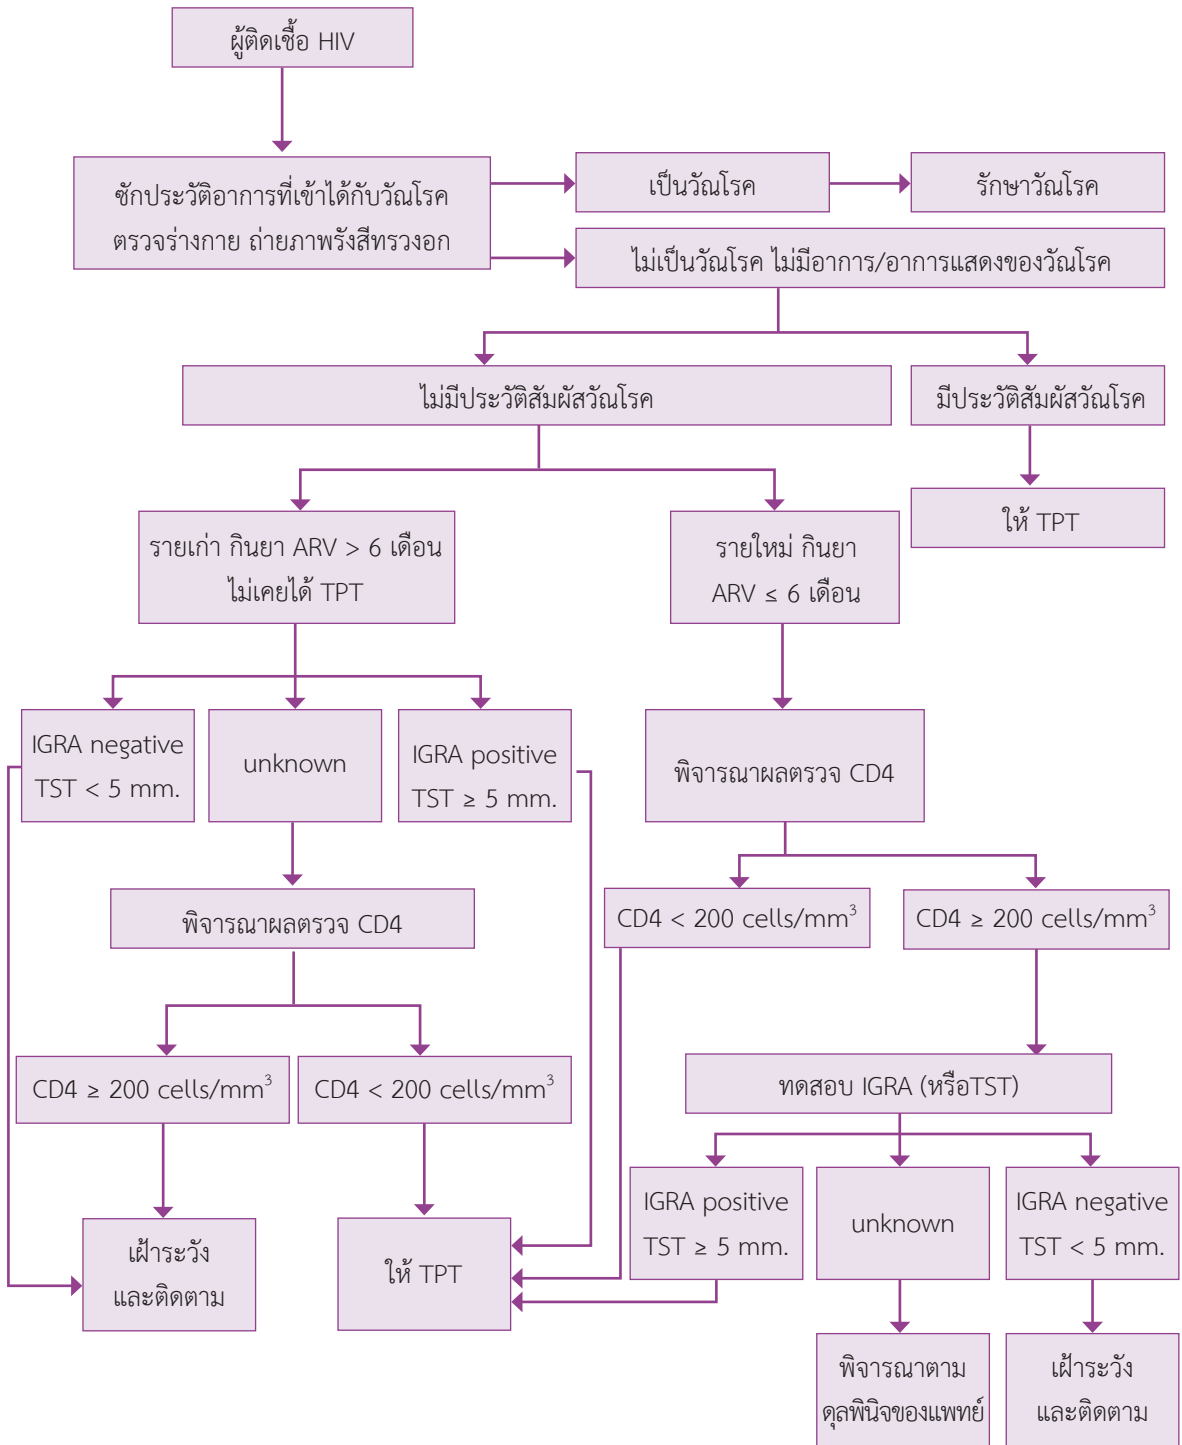 ผู้ติดเชื้อ HIV
ซักประวัติอาการที่เข้าได้กับวัณโรค
ตรวจร่างกาย ถ่ายภาพรังสีทรวงอก
เป็นวัณโรค
รักษาวัณโรค
ไม่เป็นวัณโรค ไม่มีอาการ/อาการแสดงของวัณโรค
ไม่มีประวัติสัมผัสวัณโรค
มีประวัติสัมผัสวัณโรค
ให้ TPT
รายเก่า กินยา ARV > 6 เดือน
ไม่เคยได้ TPT
รายใหม่ กินยา
ARV ≤ 6 เดือน
IGRA negative
TST < 5 mm.
unknown
IGRA positive
TST ≥ 5 mm.
พิจารณาผลตรวจ CD4
พิจารณาผลตรวจ CD4
CD4 < 200 cells/mm³
CD4 ≥ 200 cells/mm³
CD4 ≥ 200 cells/mm³
CD4 < 200 cells/mm³
ทดสอบ IGRA (หรือTST)
IGRA positive
TST ≥ 5 mm.
unknown
IGRA negative
TST < 5 mm.
เฝ้าระวัง
และติดตาม
ให้ TPT
พิจารณาตาม
ดุลพินิจของแพทย์
เฝ้าระวัง
และติดตาม